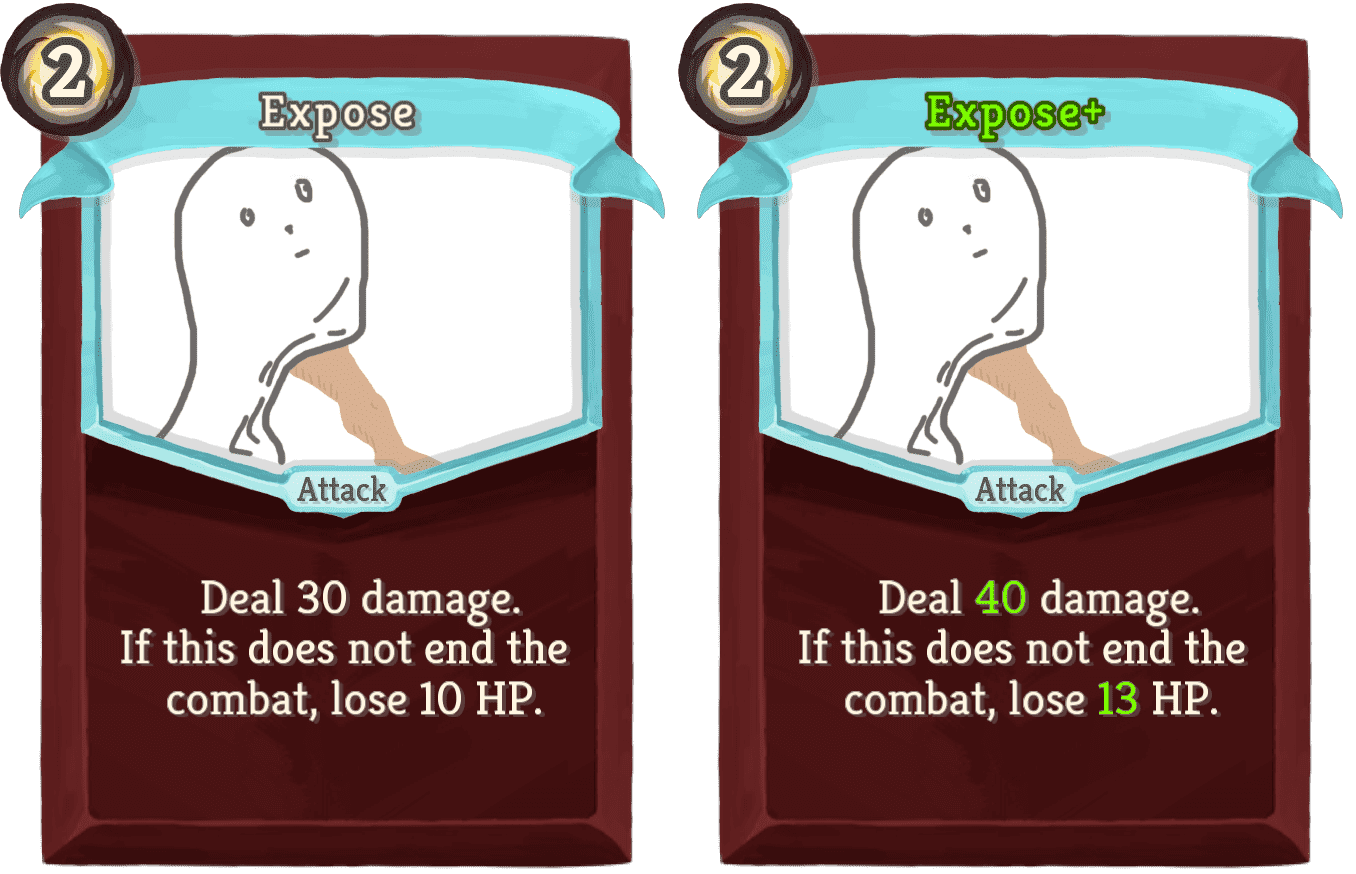 2
Expose
Attack
Deal 30 damage.
If this does not end the
combat, lose 10 HP.
2
Expose+
Attack
Deal 40 damage.
If this does not end the
combat, lose 13 HP.